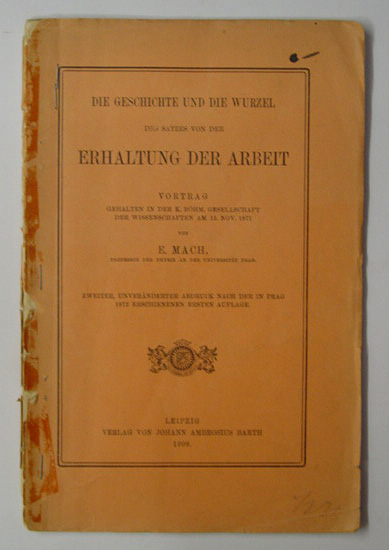 DIE GESCHICHTE UND DIE WURZEL
DES SATZES VON DER
ERHALTUNG DER ARBEIT
VORTRAG
GEHALTEN IN DER K. BÖHM. GESELLSCHAFT
DER WISSENSCHAFTEN AM 15. NOV. 1871
VON
E. MACH,
PROFESSOR DER PHYSIK AN DER UNIVERSITÄT PRAG.
ZWEITER, UNVERÄNDERTER ABDRUCK NACH DER IN PRAG
1872 ERSCHIENENEN ERSTEN AUFLAGE.
LEIPZIG
VERLAG VON JOHANN AMBROSIUS BARTH
1909.